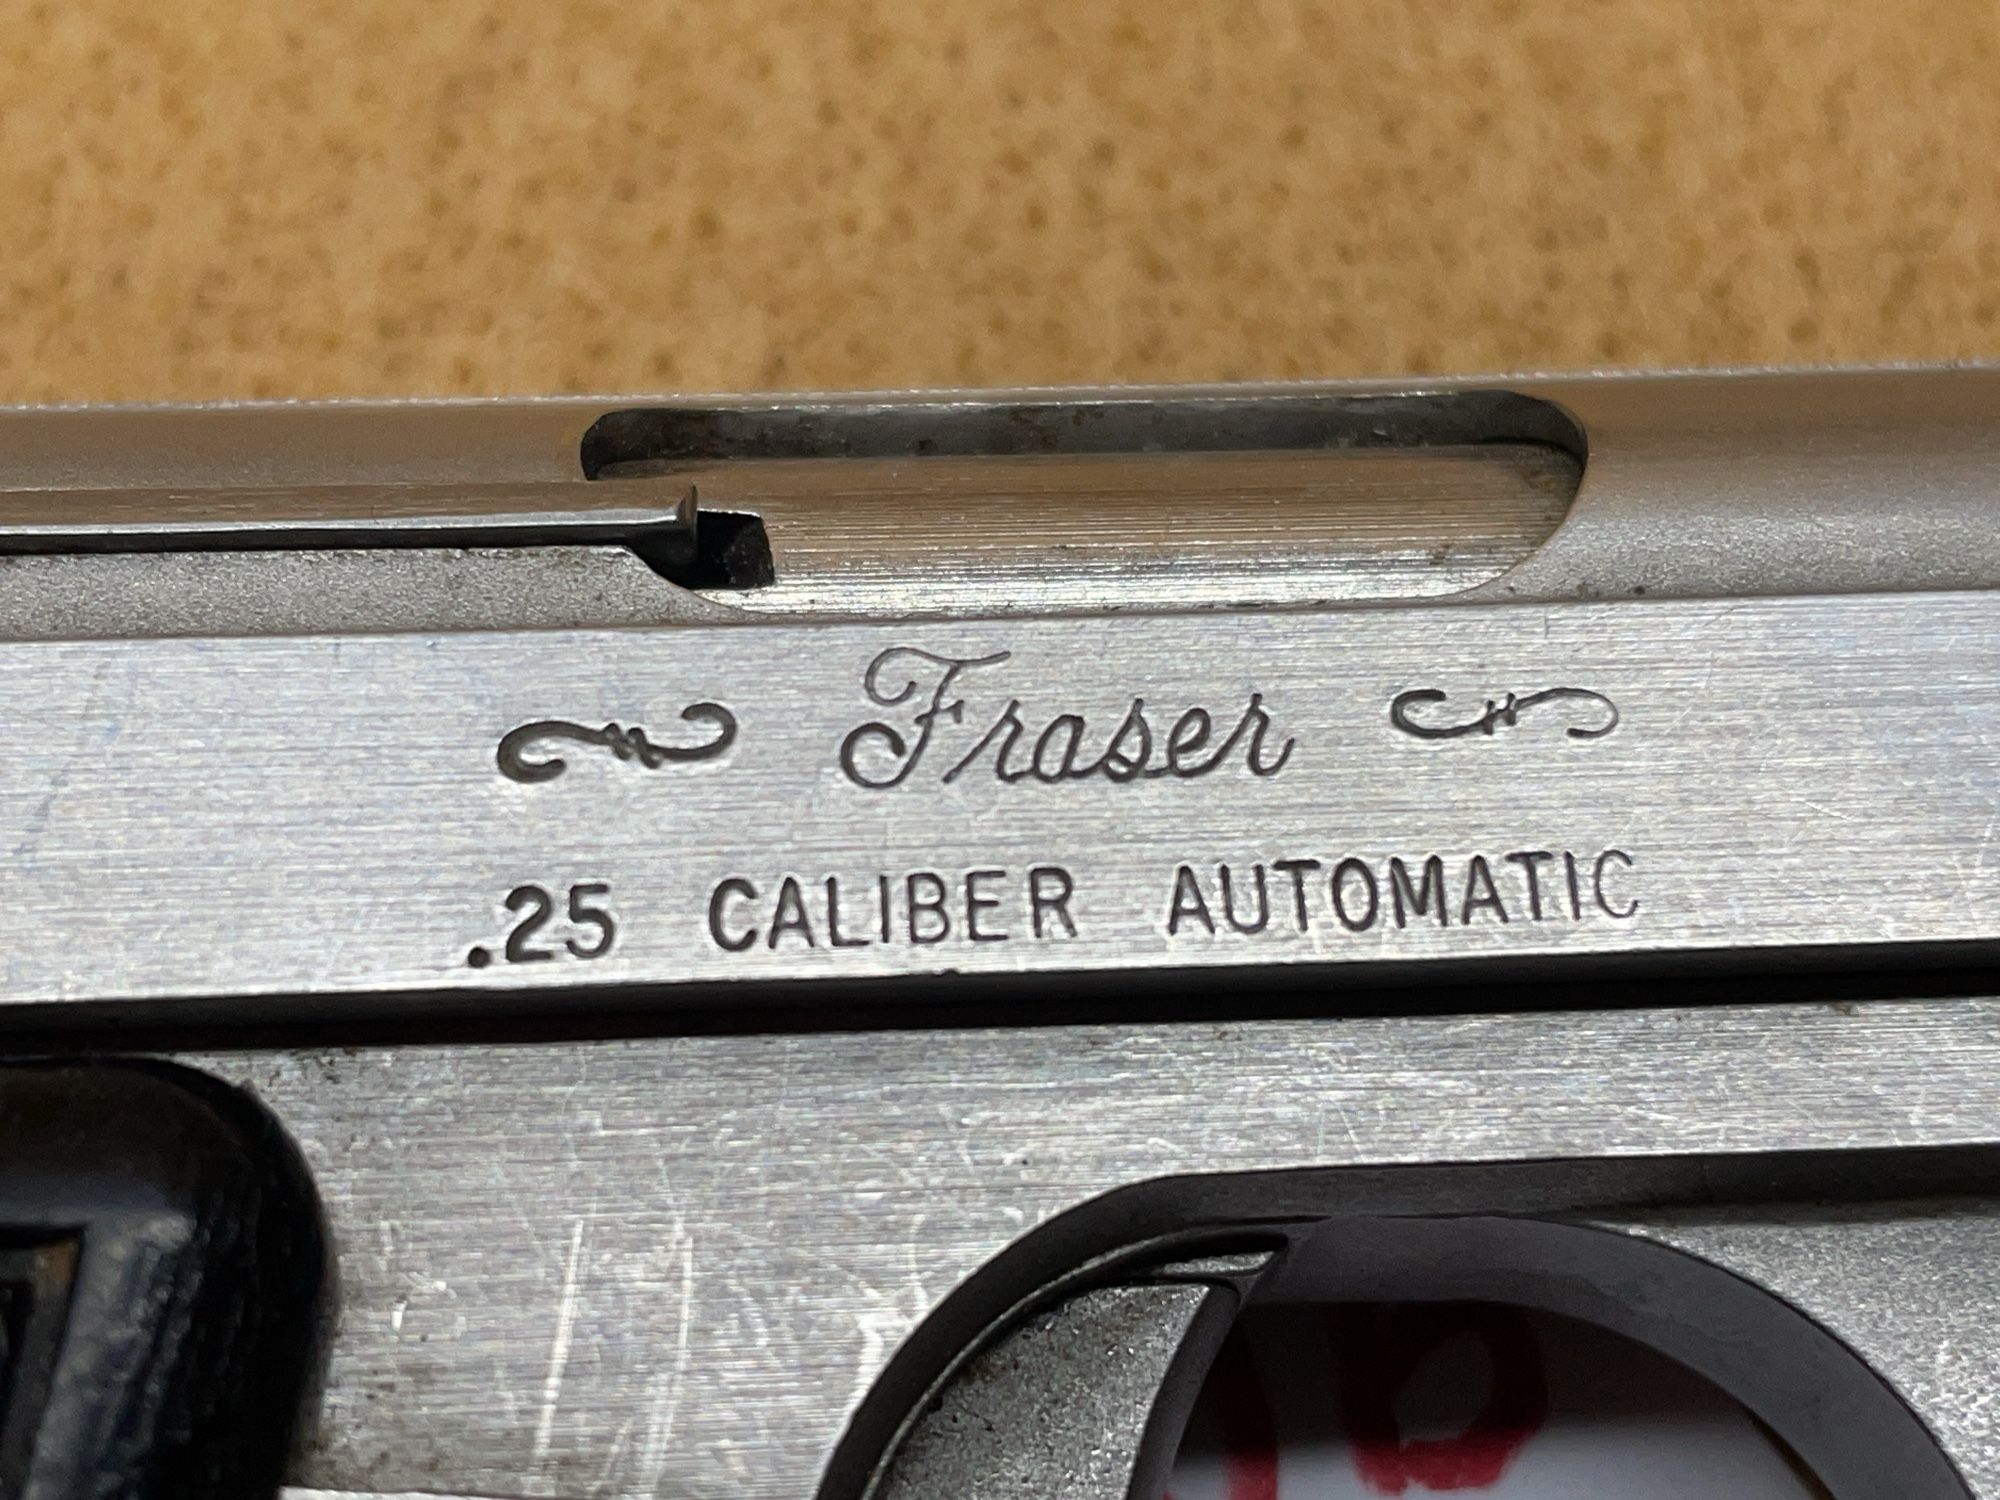 Fraser
.25 CALIBER AUTOMATIC